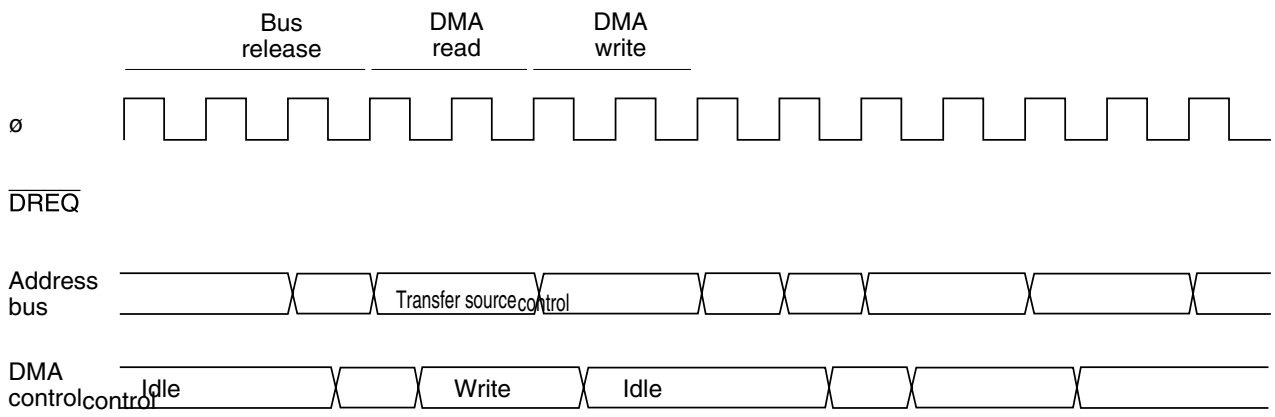 Bus release
DMA read
DMA write
ø
DREQ
Address bus
Transfer source
control
DMA control
control
Idle
Write
Idle